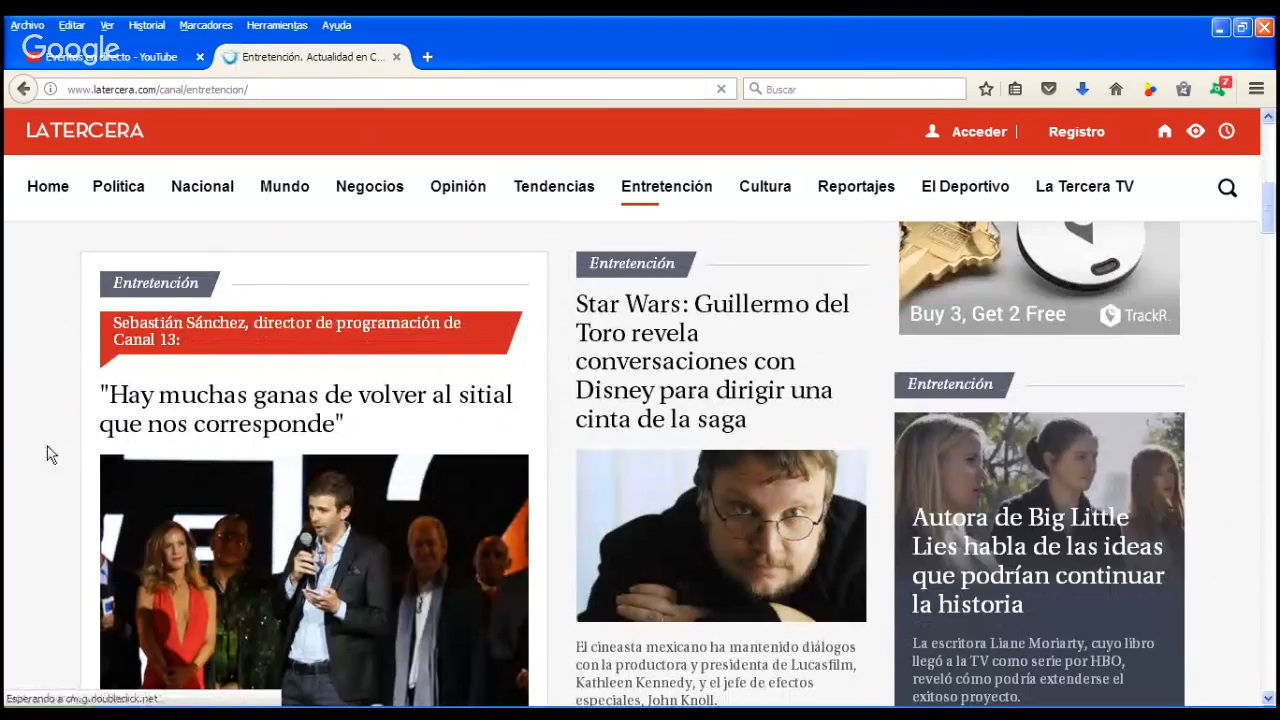 Archivo Editar Ver Historial Marcadores Herramientas Ayuda
Google
Eventos en directo - YouTube
Entretención. Actualidad en C...
www.latercera.com/canal/entretencion/
Buscar
7
LATERCERA
Acceder
Registro
Home Política Nacional Mundo Negocios Opinión Tendencias Entretención Cultura Reportajes El Deportivo La Tercera TV
Entretención
Sebastián Sánchez, director de programación de
Canal 13:
"Hay muchas ganas de volver al sitial
que nos corresponde"
Entretención
Star Wars: Guillermo del
Toro revela
conversaciones con
Disney para dirigir una
cinta de la saga
El cineasta mexicano ha mantenido diálogos
con la productora y presidenta de Lucasfilm,
Kathleen Kennedy, y el jefe de efectos
especiales, John Knoll.
Buy 3, Get 2 Free
TrackR
Entretención
Autora de Big Little
Lies habla de las ideas
que podrían continuar
la historia
La escritora Liane Moriarty, cuyo libro
llegó a la TV como serie por HBO,
reveló cómo podría extenderse el
exitoso proyecto.
Esperando a cm.g.doubleclick.net